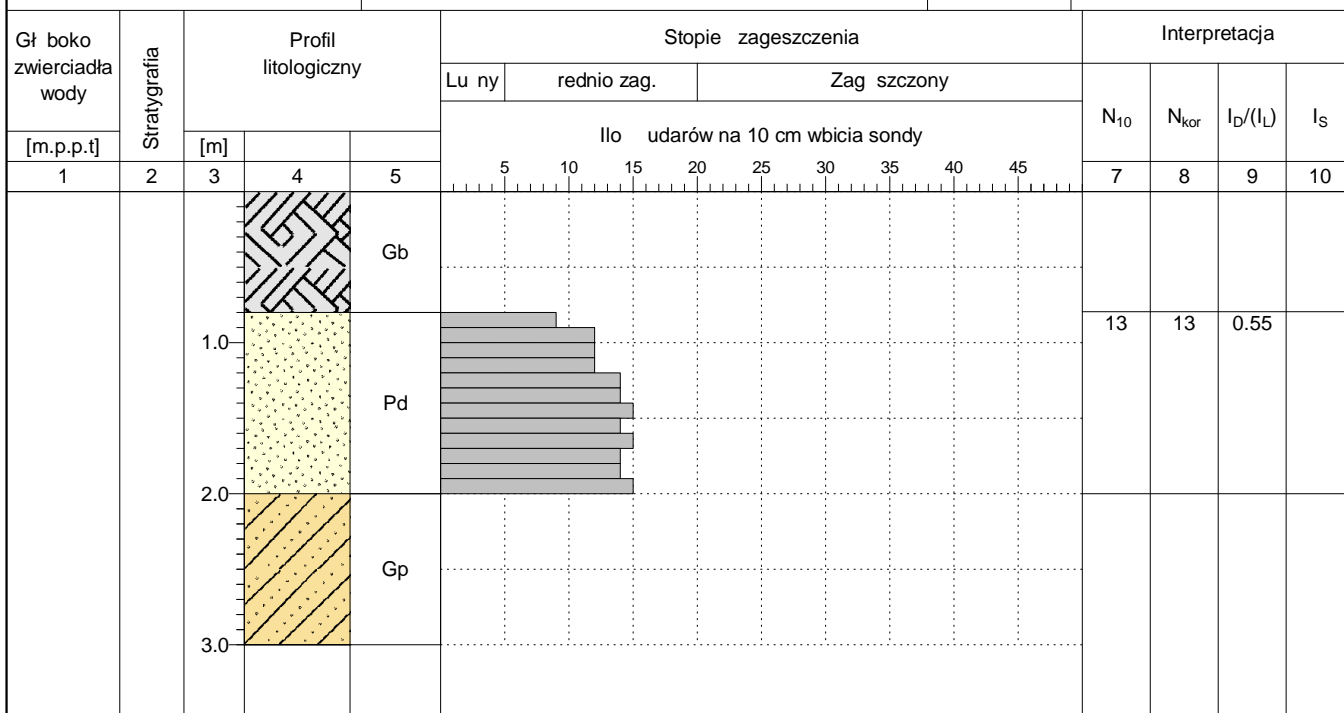 Gł boko
zwierciadła
wody
[m.p.p.t]
1
Stratygrafia
2
Profil
litologiczny
[m]
3 4 5
Stopie zageszczenia
Lu ny rednio zag. Zag szczony
Ilo udarów na 10 cm wbicia sondy
5 10 15 20 25 30 35 40 45
Interpretacja
N10 Nkor ID/(IL) IS
7 8 9 10
Gb
13 13 0.55
1.0
Pd
2.0
Gp
3.0